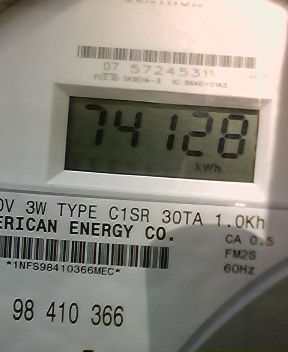 07 57245311
74128
kWh
0V 3W TYPE C1SR 30TA 1.0Kh
ERICAN ENERGY CO.
CA 0.5
FM2S
*1NFS98410366MEC*
60Hz
98 410 366